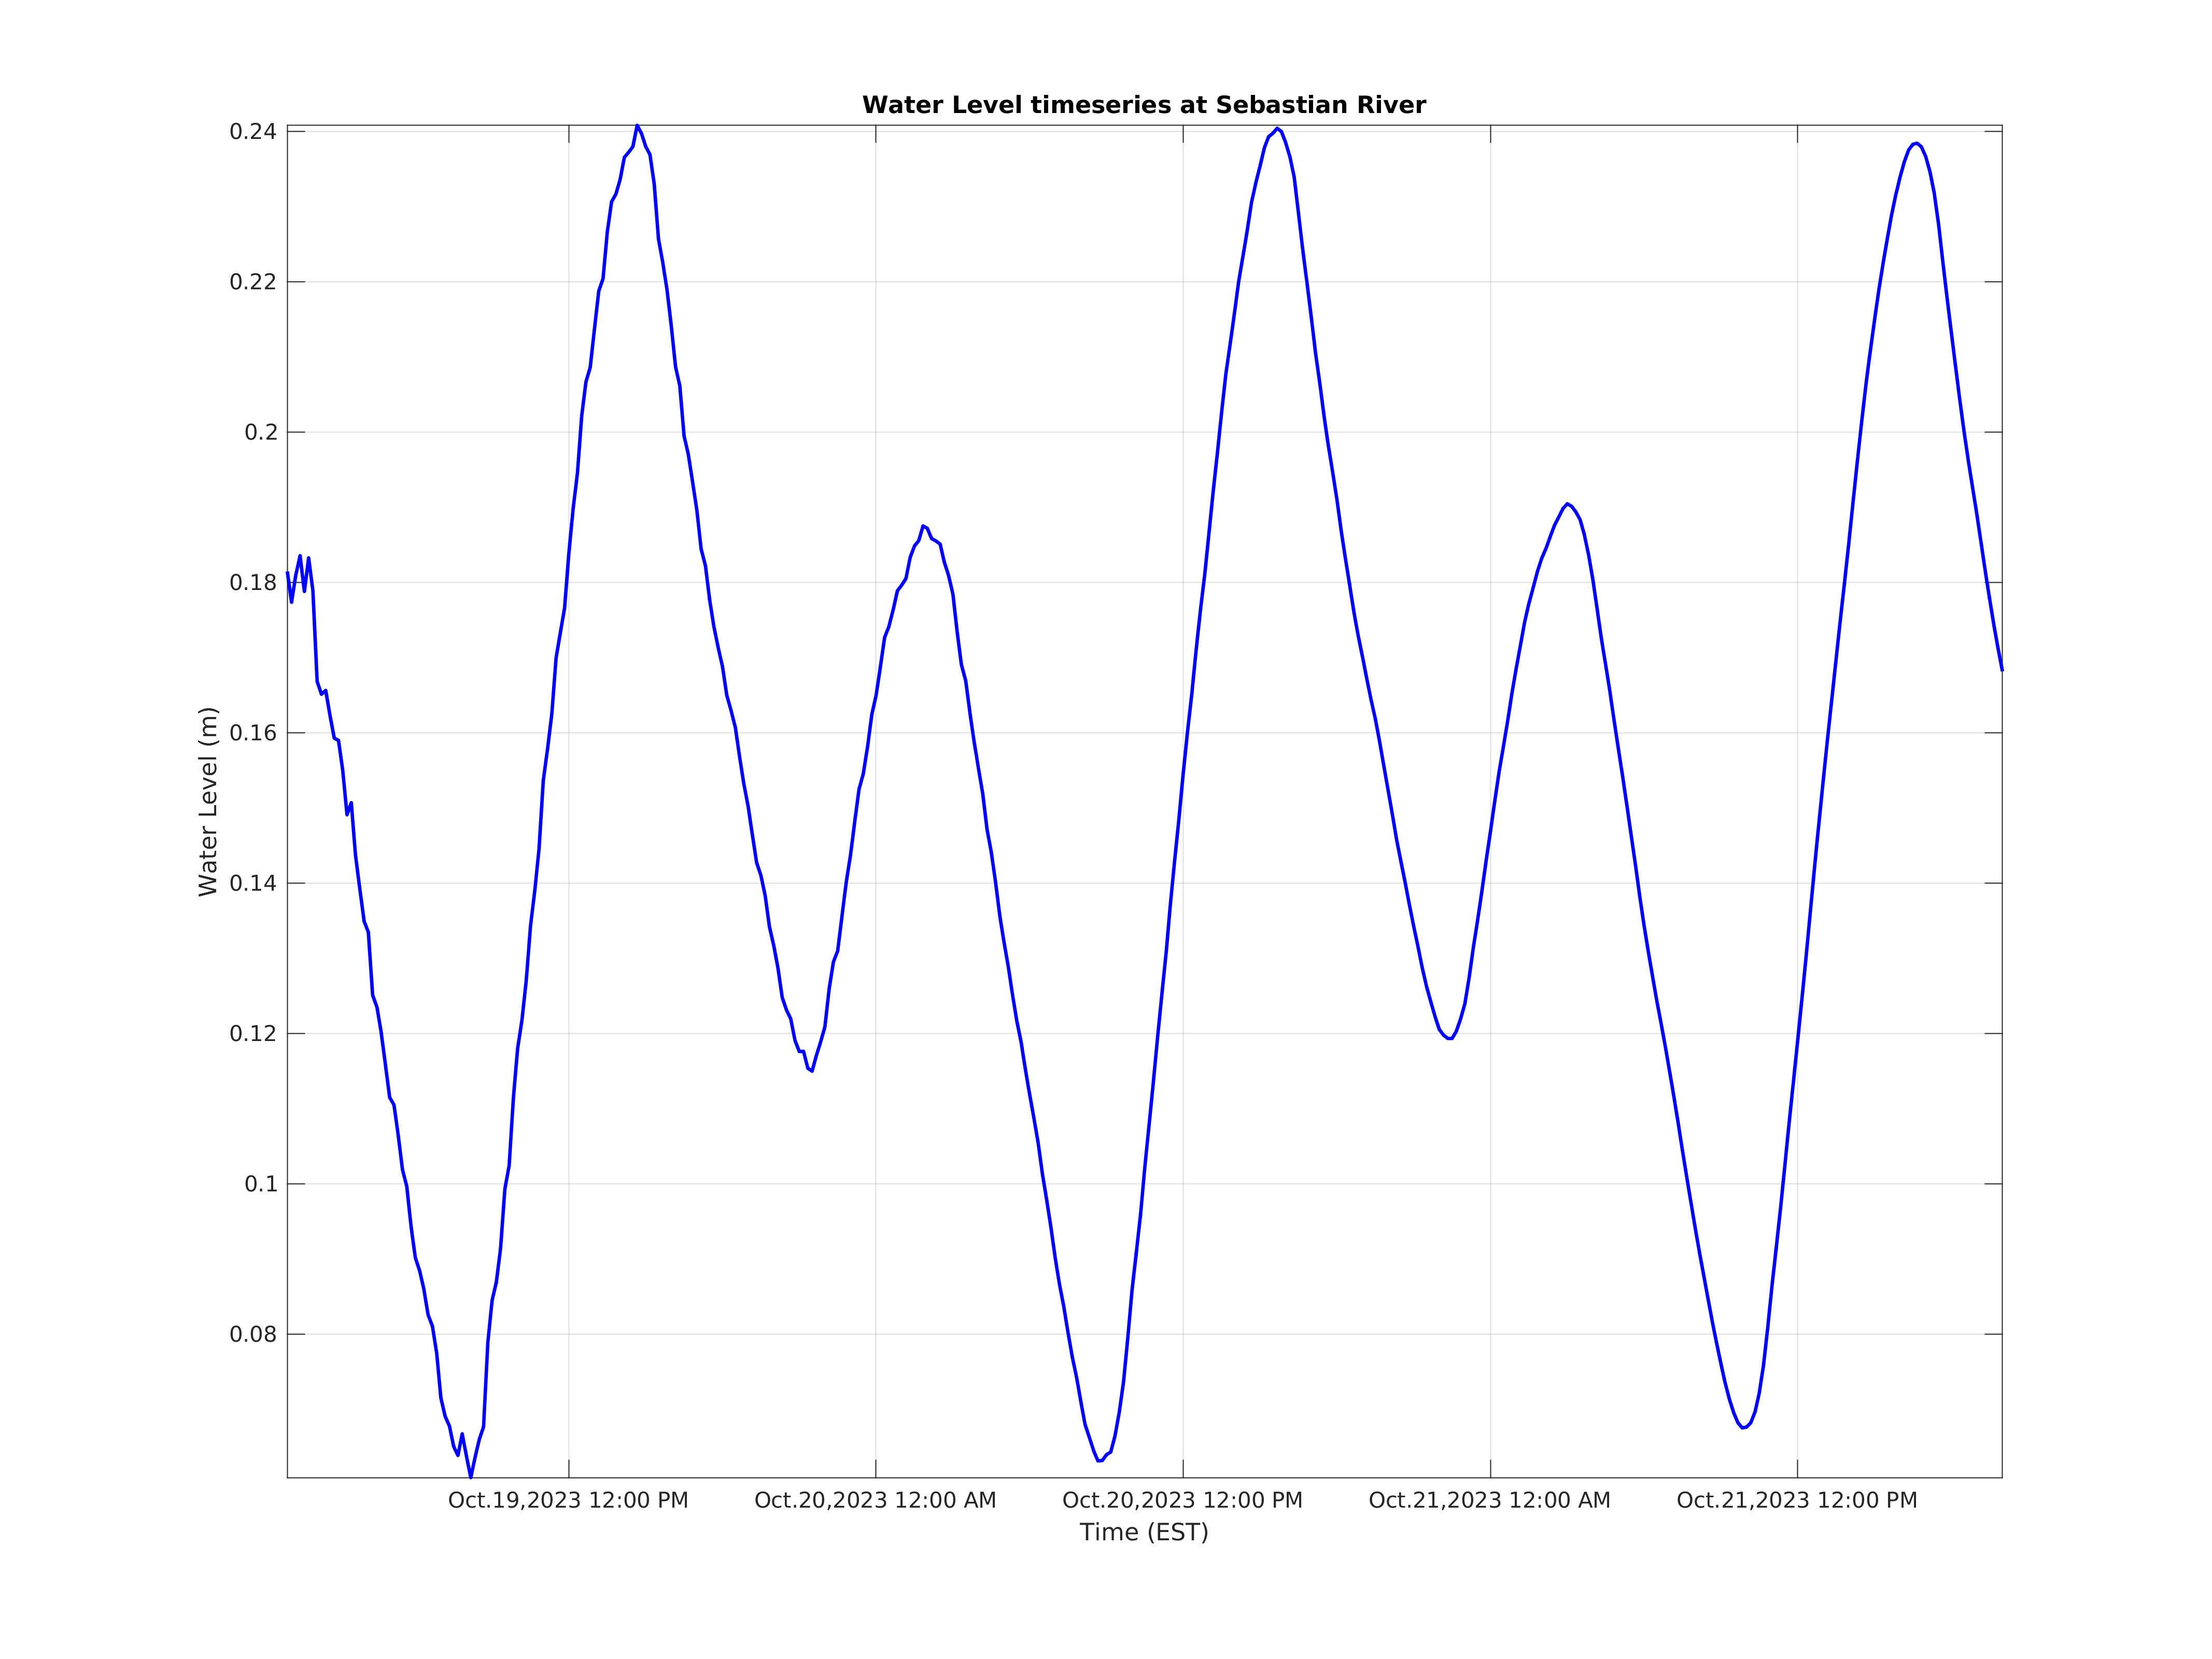 Water Level timeseries at Sebastian River
0.24
0.22
0.2
0.18
0.16
0.14
0.12
0.1
0.08
Water Level (m)
Oct.19,2023 12:00 PM
Oct.20,2023 12:00 AM
Oct.20,2023 12:00 PM
Oct.21,2023 12:00 AM
Oct.21,2023 12:00 PM
Time (EST)